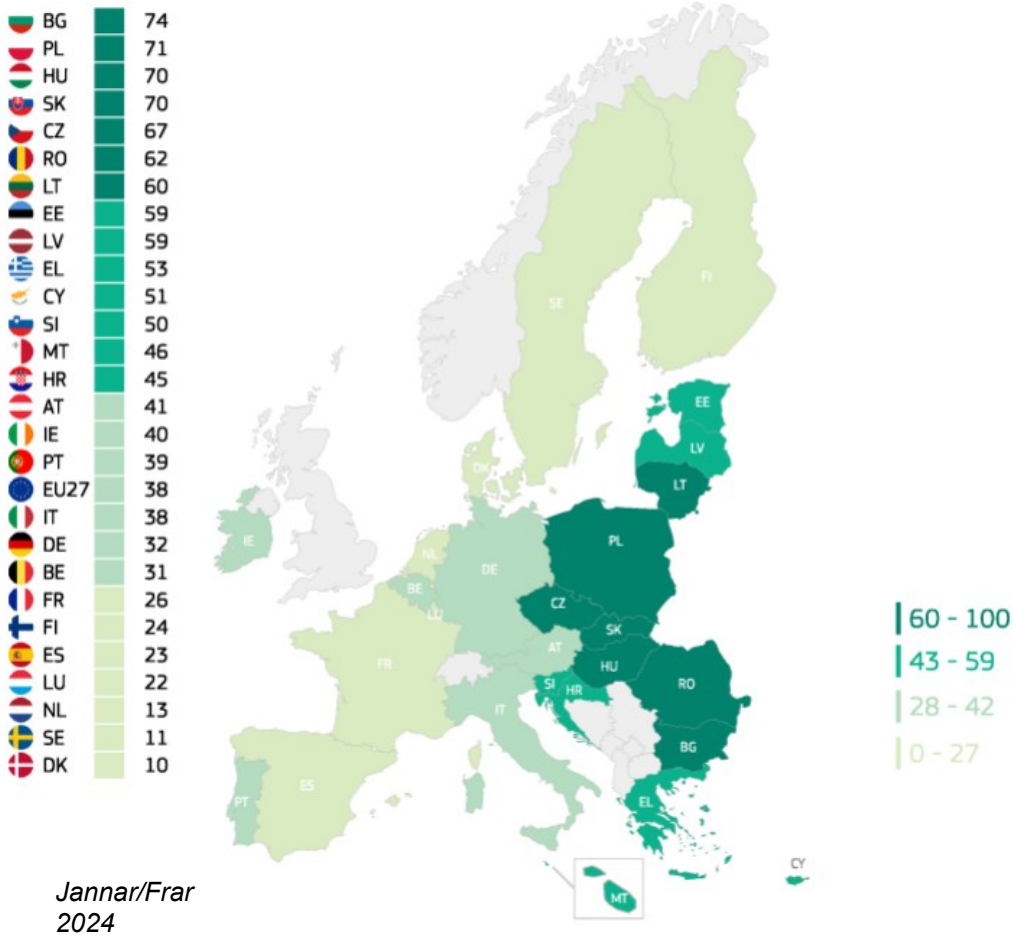 BG 74
PL 71
HU 70
SK 70
CZ 67
RO 62
LT 60
EE 59
LV 59
EL 53
CY 51
SI 50
MT 46
HR 45
AT 41
IE 40
PT 39
EU27 38
IT 38
DE 32
BE 31
FR 26
FI 24
ES 23
LU 22
NL 13
SE 11
DK 10
FI
SE
EE
LV
DK
LT
PL
IE
NL
DE
BE
CZ
LU
SK
AT
HU
FR
SI
HR
RO
IT
BG
ES
PT
EL
CY
MT
60 - 100
43 - 59
28 - 42
0 - 27
Jannar/Frar
2024